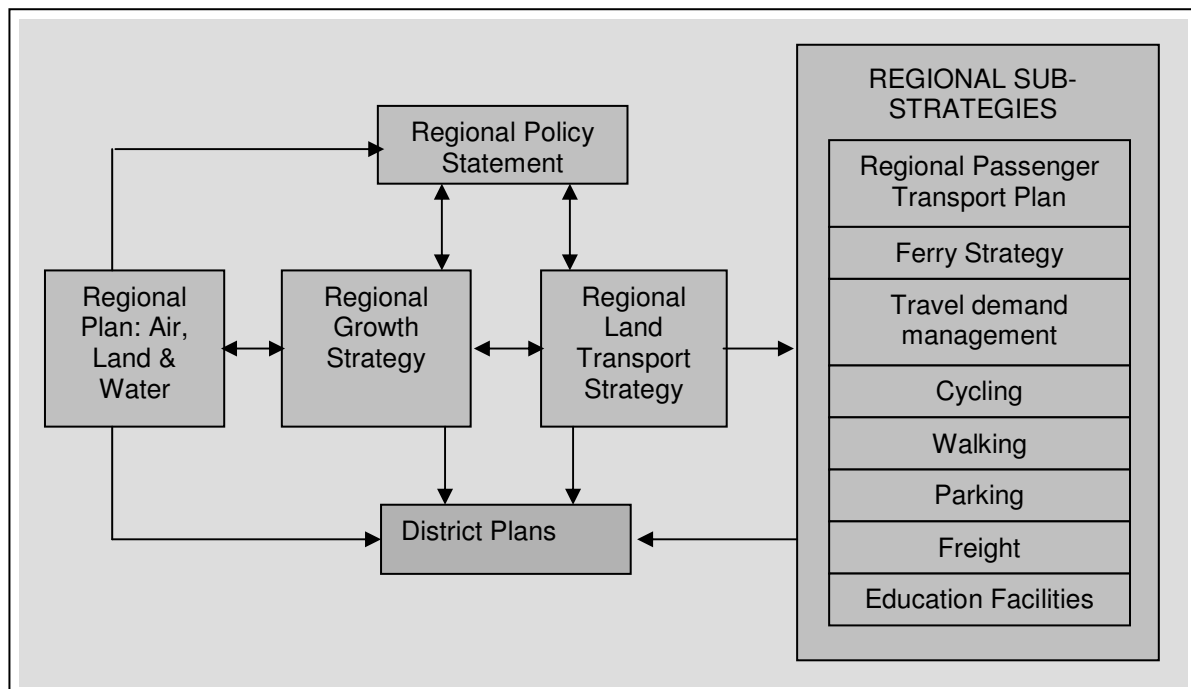 REGIONAL SUB-
STRATEGIES
Regional Policy
Statement
Regional
Plan: Air,
Land &
Water
Regional
Growth
Strategy
Regional
Land
Transport
Strategy
District Plans
Regional Passenger
Transport Plan
Ferry Strategy
Travel demand
management
Cycling
Walking
Parking
Freight
Education Facilities